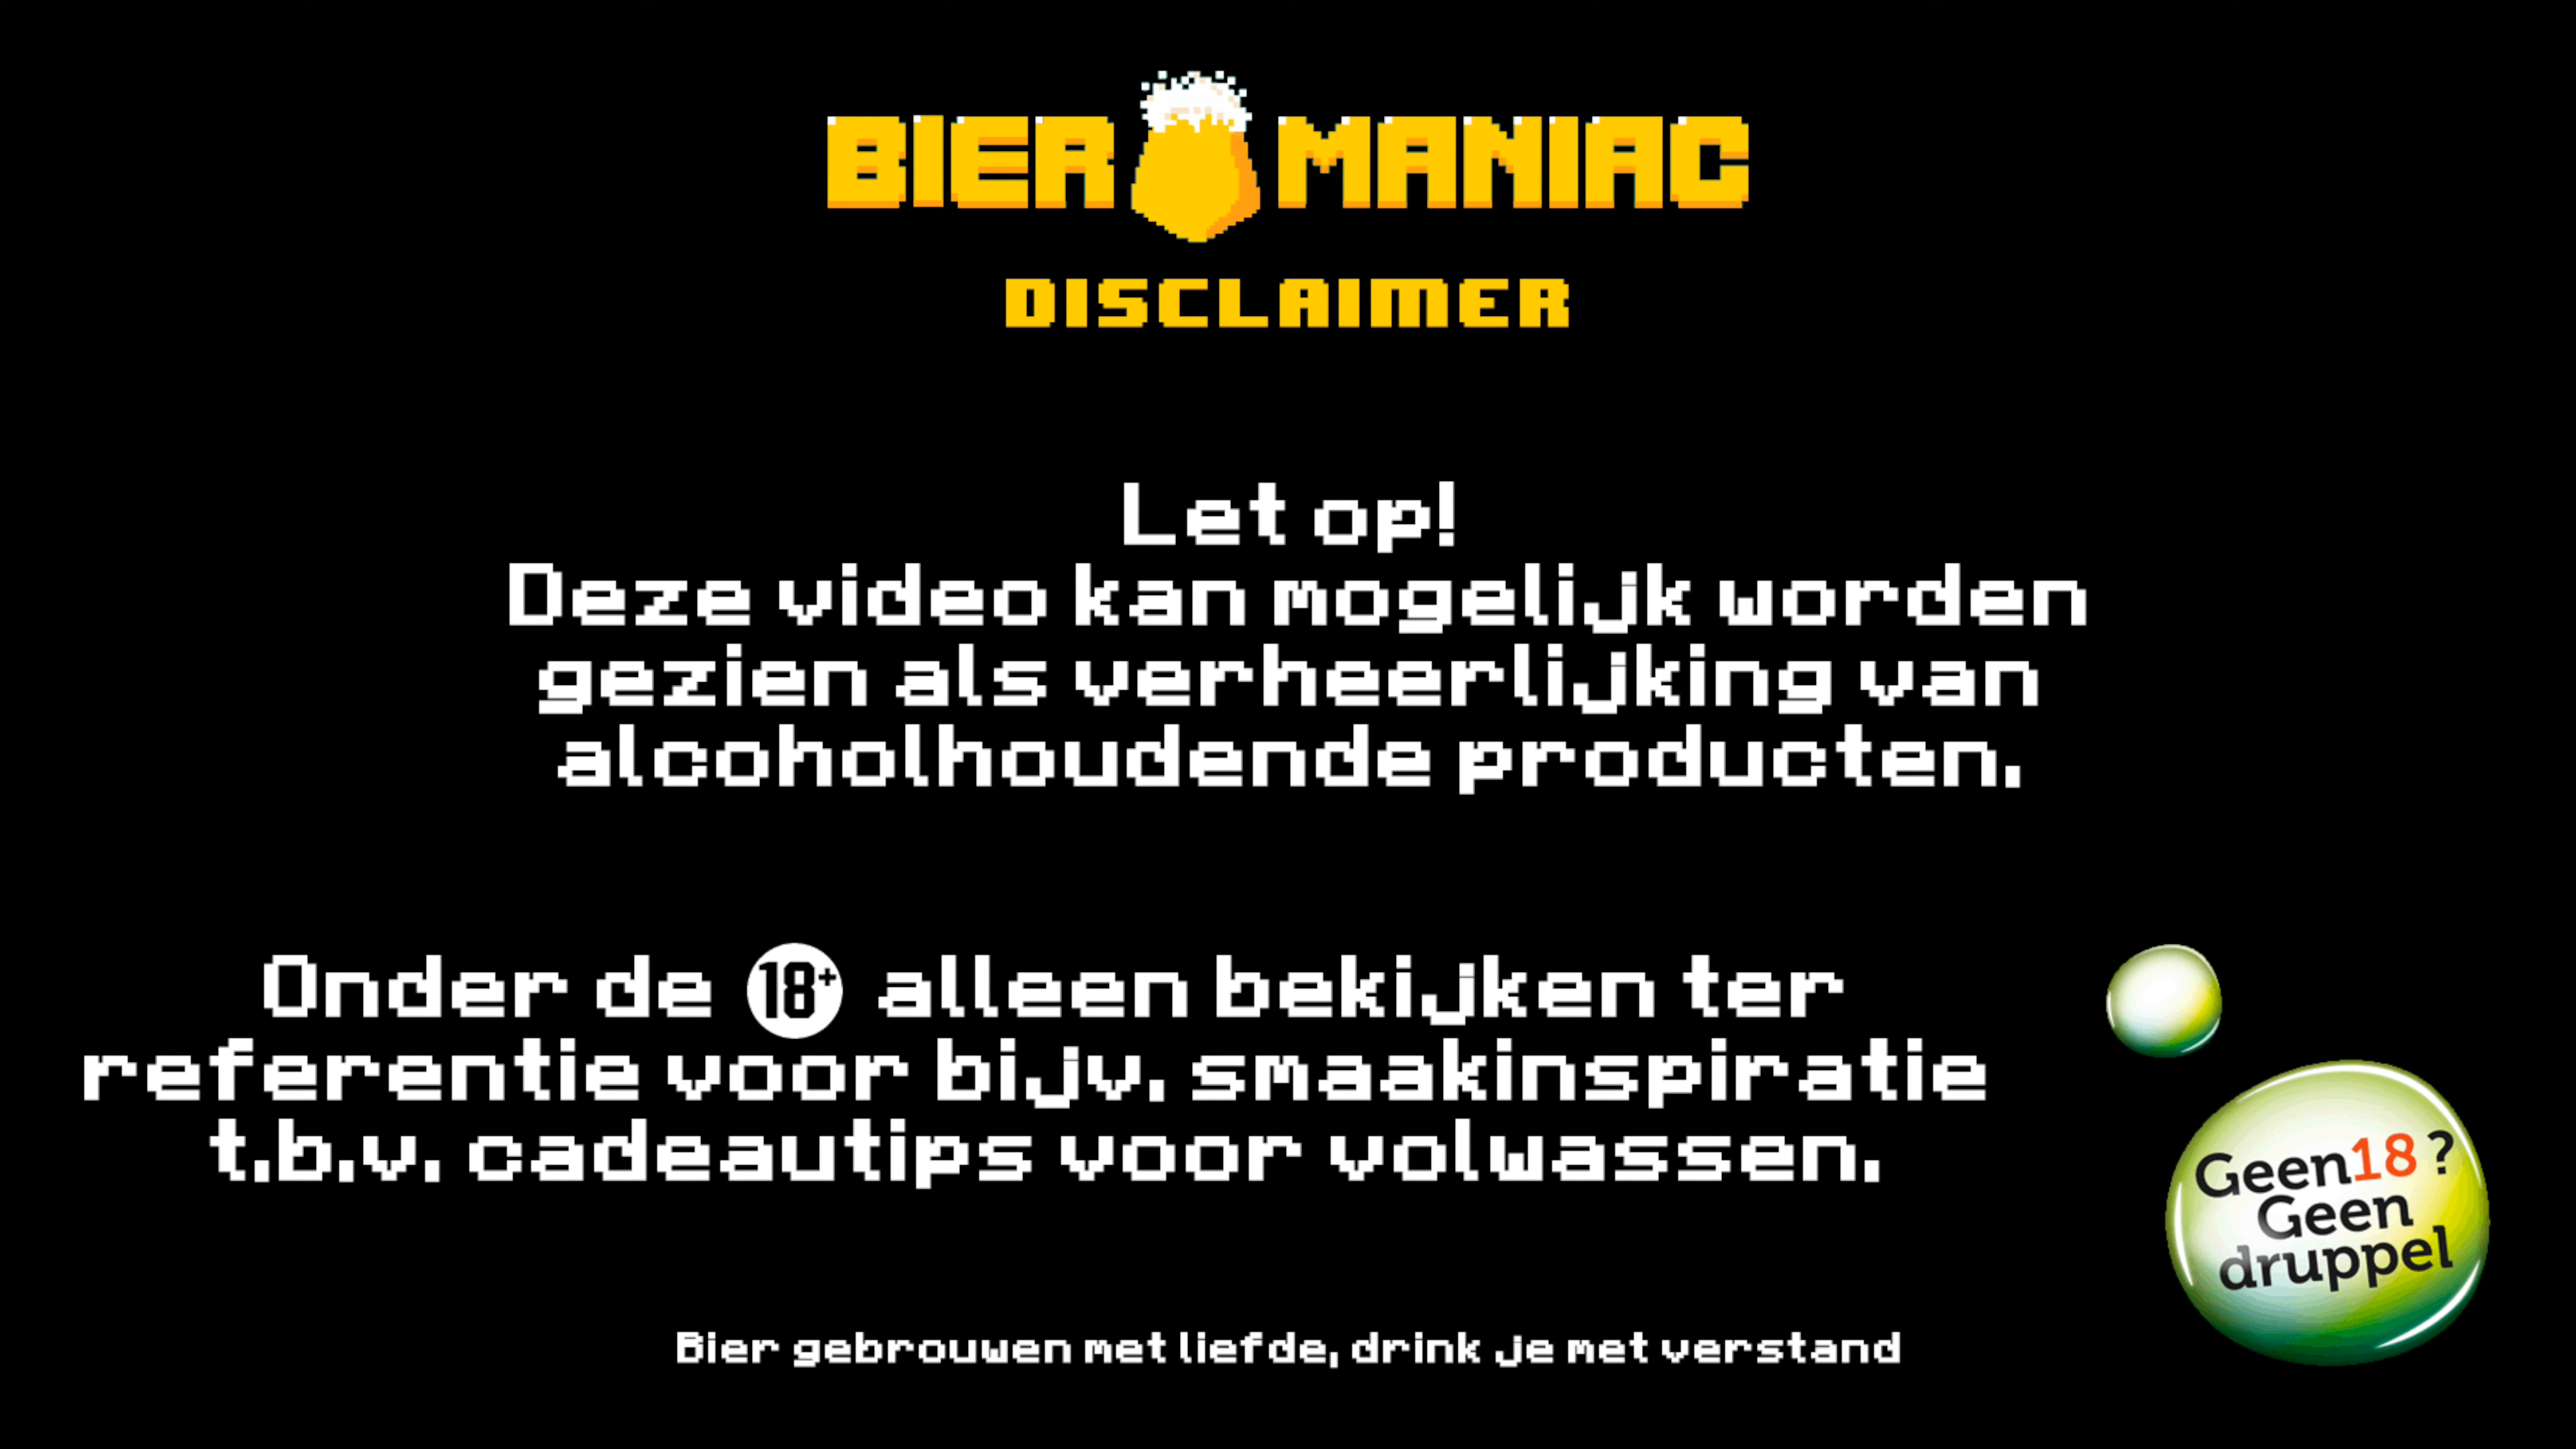 BIER MANIAC
DISCLAIMER
Let op!
Deze video kan mogelijk worden
gezien als verheerlijking van
alcoholhoudende producten.
Onder de 18+ alleen bekijken ter
referentie voor bijv. smaakinspiratie
t.b.v. cadeautips voor volwassen.
Geen18?
Geen
druppel
Bier gebrouwen met liefde, drink je met verstand